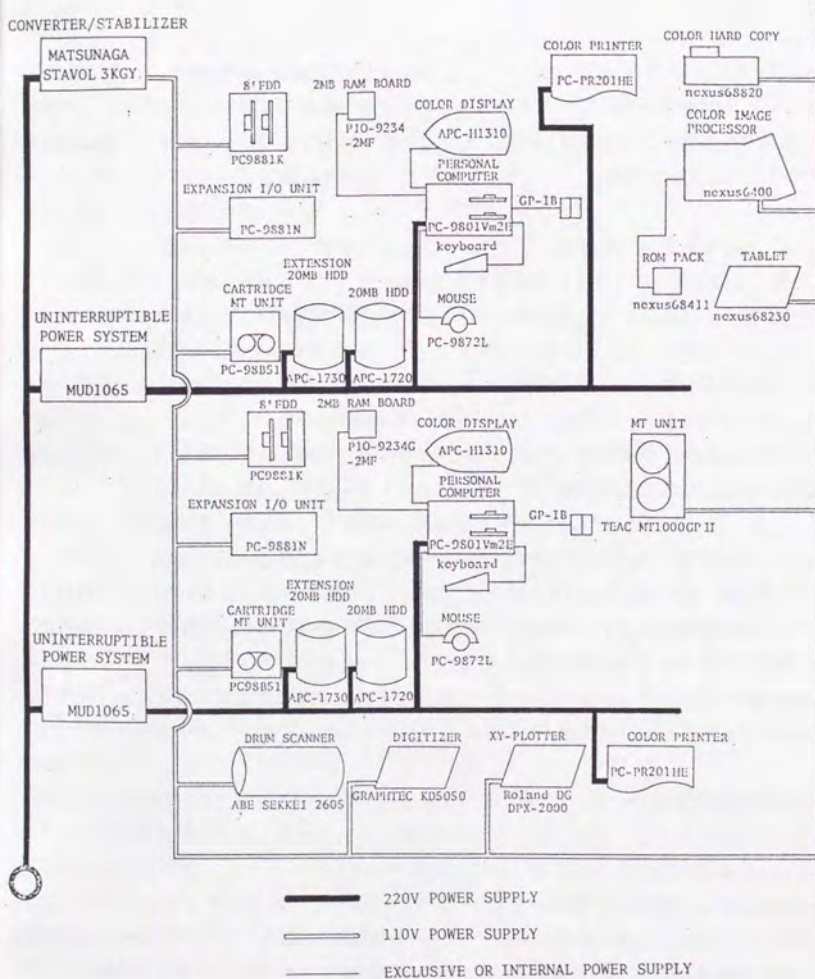 CONVERTER/STABILIZER
MATSUNAGA
STAVOL 3KGY.
8'FDD
PC9881K
2MB RAM BOARD
PIO-9234
-2MF
COLOR DISPLAY
APC-H1310
COLOR PRINTER
PC-PR201HE
COLOR HARD COPY
nexus68820
COLOR IMAGE
PROCESSOR
nexus6400
EXPANSION I/O UNIT
PC-9881N
PERSONAL
COMPUTER
PC-9801Vm2E
GP-IB
keyboard
ROM PACK
nexus68411
TABLET
nexus68230
EXTENSION
20MB HDD
CARTRIDGE
MT UNIT
PC-98B51
APC-1730
20MB HDD
APC-1720
MOUSE
PC-9872L
UNINTERRUPTIBLE
POWER SYSTEM
MUD1065
8'FDD
PC9881K
2MB RAM BOARD
PIO-9234G
-2MF
COLOR DISPLAY
APC-H1310
MT UNIT
TEAC MT1000GP II
EXPANSION I/O UNIT
PC-9881N
PERSONAL
COMPUTER
PC-9801Vm2E
GP-IB
keyboard
EXTENSION
20MB HDD
CARTRIDGE
MT UNIT
PC98B51
APC-1730
20MB HDD
APC-1720
MOUSE
PC-9872L
UNINTERRUPTIBLE
POWER SYSTEM
MUD1065
DRUM SCANNER
ABE SEKKEI 2605
DIGITIZER
GRAPHTEC KD5050
XY-PLOTTER
Roland DG
DPX-2000
COLOR PRINTER
PC-PR201HE
220V POWER SUPPLY
110V POWER SUPPLY
EXCLUSIVE OR INTERNAL POWER SUPPLY